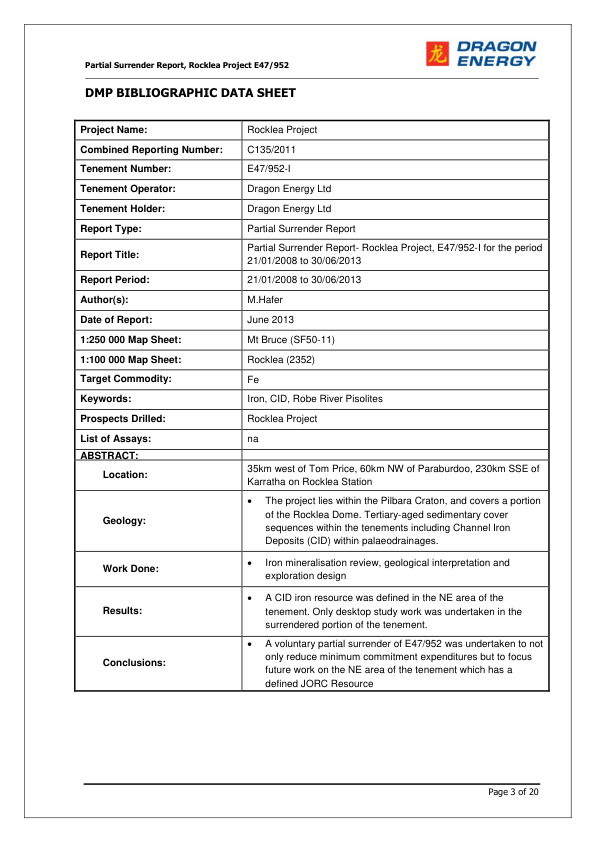 龙
DRAGON
ENERGY
Partial Surrender Report, Rocklea Project E47/952
DMP BIBLIOGRAPHIC DATA SHEET
Project Name: Rocklea Project
Combined Reporting Number: C135/2011
Tenement Number: E47/952-I
Tenement Operator: Dragon Energy Ltd
Tenement Holder: Dragon Energy Ltd
Report Type: Partial Surrender Report
Report Title: Partial Surrender Report- Rocklea Project, E47/952-I for the period
21/01/2008 to 30/06/2013
Report Period: 21/01/2008 to 30/06/2013
Author(s): M.Hafer
Date of Report: June 2013
1:250 000 Map Sheet: Mt Bruce (SF50-11)
1:100 000 Map Sheet: Rocklea (2352)
Target Commodity: Fe
Keywords: Iron, CID, Robe River Pisolites
Prospects Drilled: Rocklea Project
List of Assays: na
ABSTRACT:
Location: 35km west of Tom Price, 60km NW of Paraburdoo, 230km SSE of
Karratha on Rocklea Station
Geology: • The project lies within the Pilbara Craton, and covers a portion
of the Rocklea Dome. Tertiary-aged sedimentary cover
sequences within the tenements including Channel Iron
Deposits (CID) within palaeodrainages.
Work Done: • Iron mineralisation review, geological interpretation and
exploration design
Results: • A CID iron resource was defined in the NE area of the
tenement. Only desktop study work was undertaken in the
surrendered portion of the tenement.
Conclusions: • A voluntary partial surrender of E47/952 was undertaken to not
only reduce minimum commitment expenditures but to focus
future work on the NE area of the tenement which has a
defined JORC Resource
Page 3 of 20